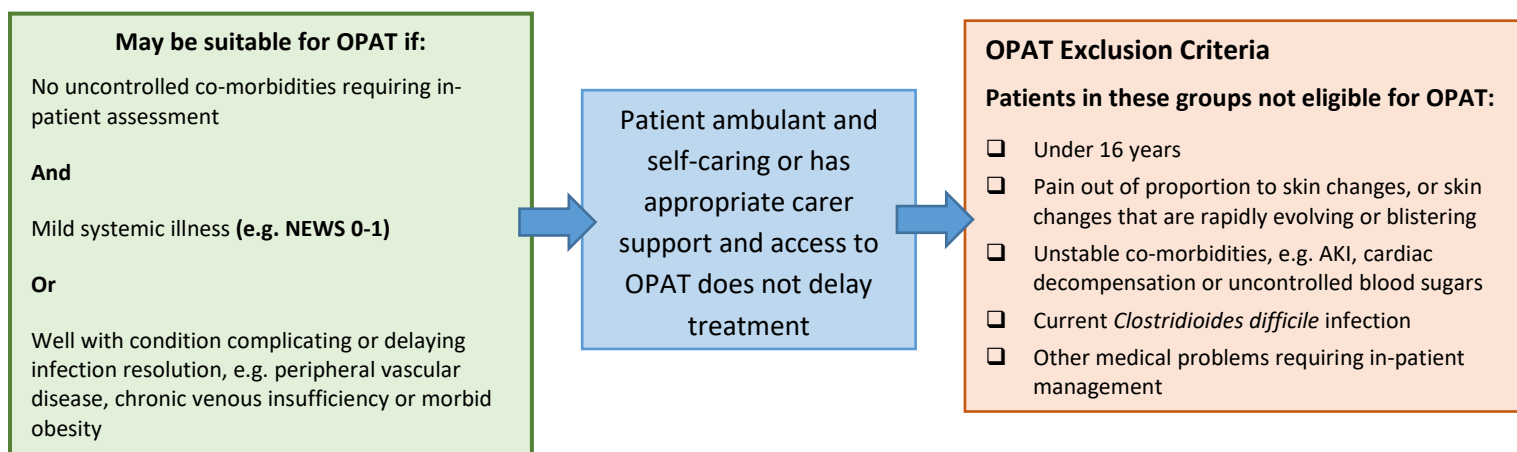 May be suitable for OPAT if:
No uncontrolled co-morbidities requiring in-
patient assessment
And
Mild systemic illness (e.g. NEWS 0-1)
Or
Well with condition complicating or delaying
infection resolution, e.g. peripheral vascular
disease, chronic venous insufficiency or morbid
obesity
Patient ambulant and
self-caring or has
appropriate carer
support and access to
OPAT does not delay
treatment
OPAT Exclusion Criteria
Patients in these groups not eligible for OPAT:
❑ Under 16 years
❑ Pain out of proportion to skin changes, or skin
changes that are rapidly evolving or blistering
❑ Unstable co-morbidities, e.g. AKI, cardiac
decompensation or uncontrolled blood sugars
❑ Current Clostridioides difficile infection
❑ Other medical problems requiring in-patient
management